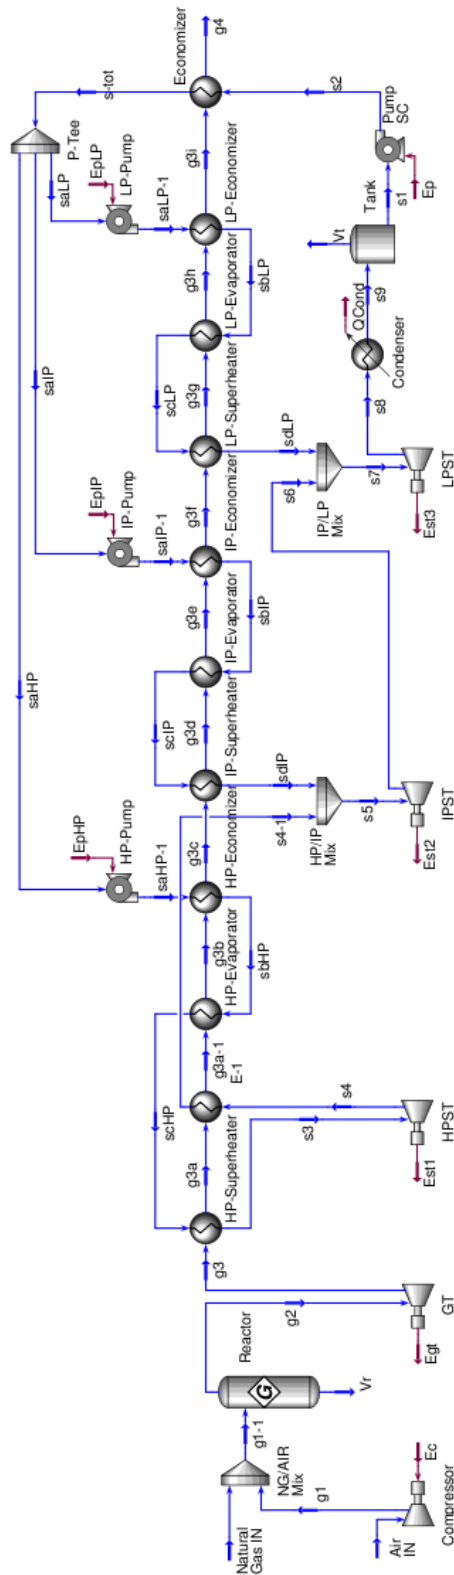 g4
Economizer
s-tot
s2
P-Tee
Pump
SC
Ep
saLP
EpLP
LP-Pump
saLP-1
g3i
LP-Economizer
s1
Tank
Vt
sbLP
LP-Evaporator
g3h
scLP
g3g
LP-Superheater
QCond
s9
Condenser
s8
saIP
EpIP
IP-Pump
saIP-1
g3f
IP-Economizer
sdLP
s6
IP/LP
Mix
s7
LPST
Est3
sbIP
IP-Evaporator
g3e
scIP
g3d
IP-Superheater
saHP
EpHP
HP-Pump
saHP-1
g3c
HP-Economizer
sdIP
s4-1
HP/IP
Mix
s5
IPST
Est2
sbHP
HP-Evaporator
g3b
g3a-1
E-1
scHP
g3a
HP-Superheater
s4
s3
HPST
Est1
g3
g2
GT
Egt
Reactor
G
Vr
g1-1
NG/AIR
Mix
Natural
Gas IN
g1
Ec
Compressor
Air
IN